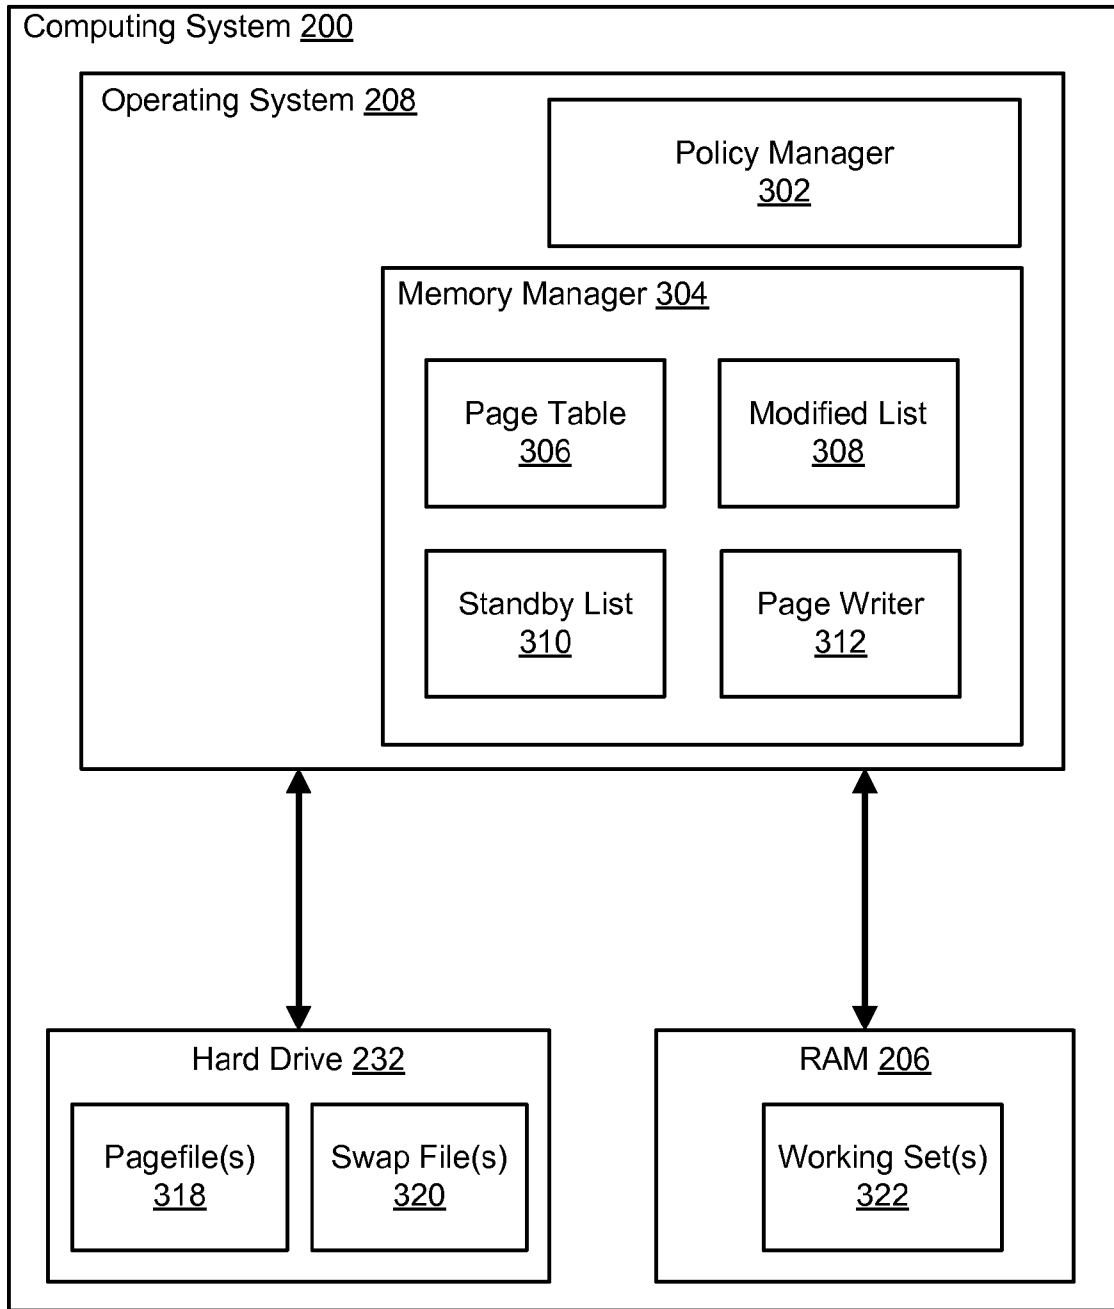 Computing System 200
Operating System 208
Policy Manager
302
Memory Manager 304
Page Table
306
Modified List
308
Standby List
310
Page Writer
312
Hard Drive 232
Pagefile(s)
318
Swap File(s)
320
RAM 206
Working Set(s)
322